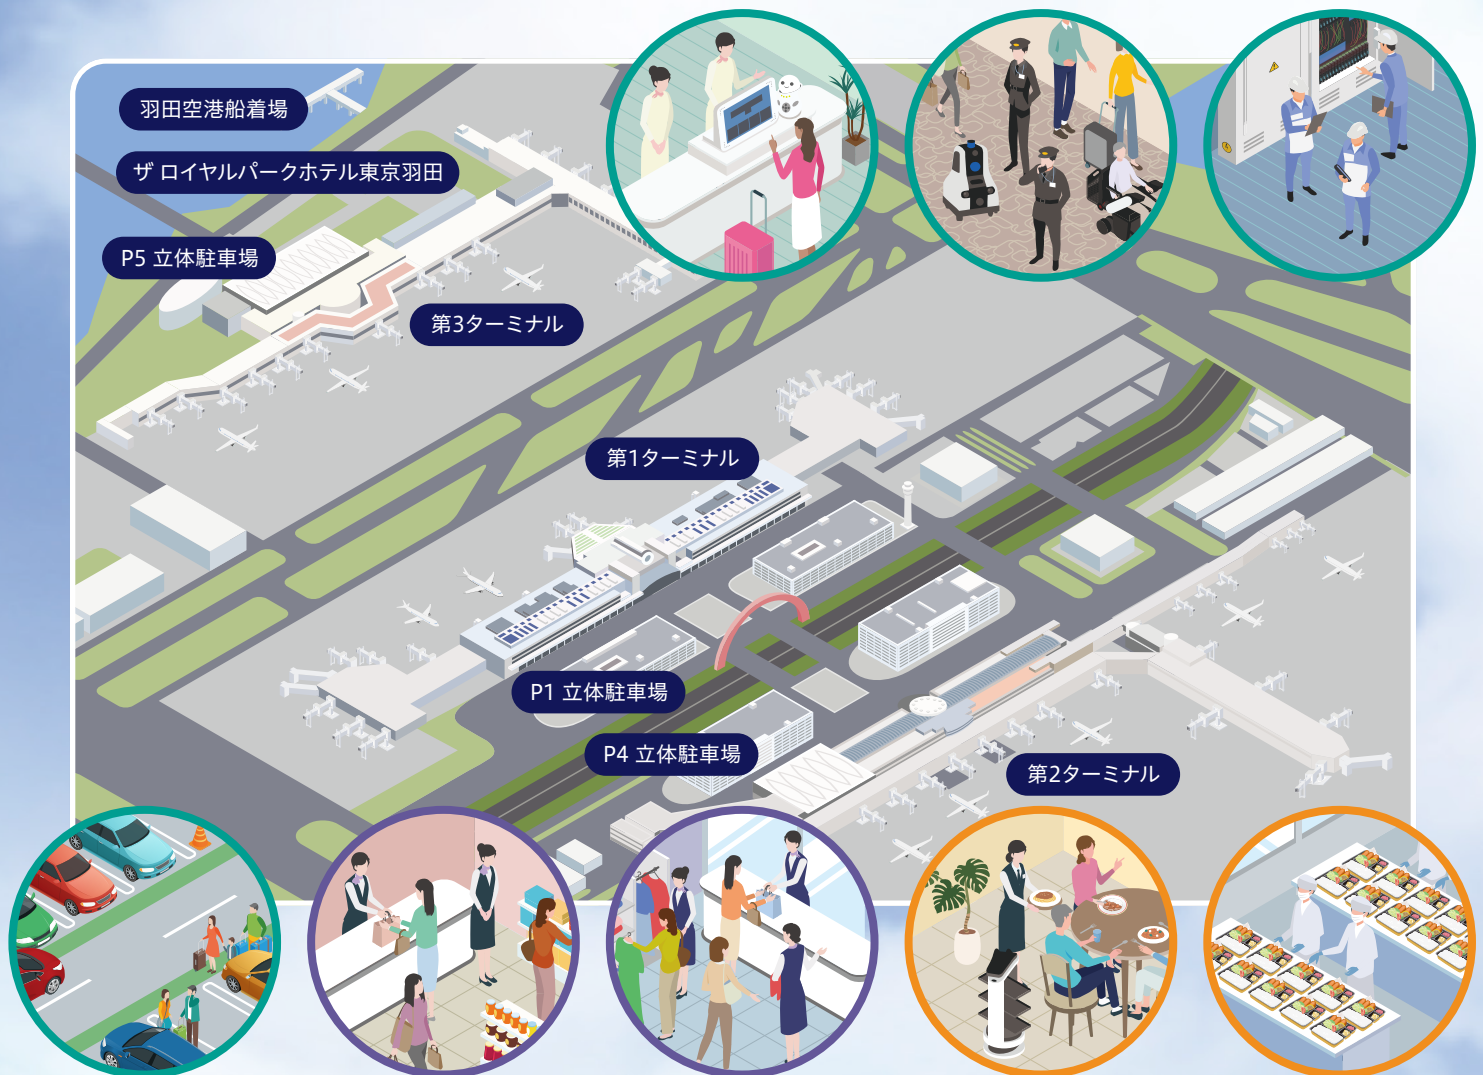 羽田空港船着場
ザ ロイヤルパークホテル東京羽田
P5 立体駐車場
第3ターミナル
第1ターミナル
P1 立体駐車場
P4 立体駐車場
第2ターミナル